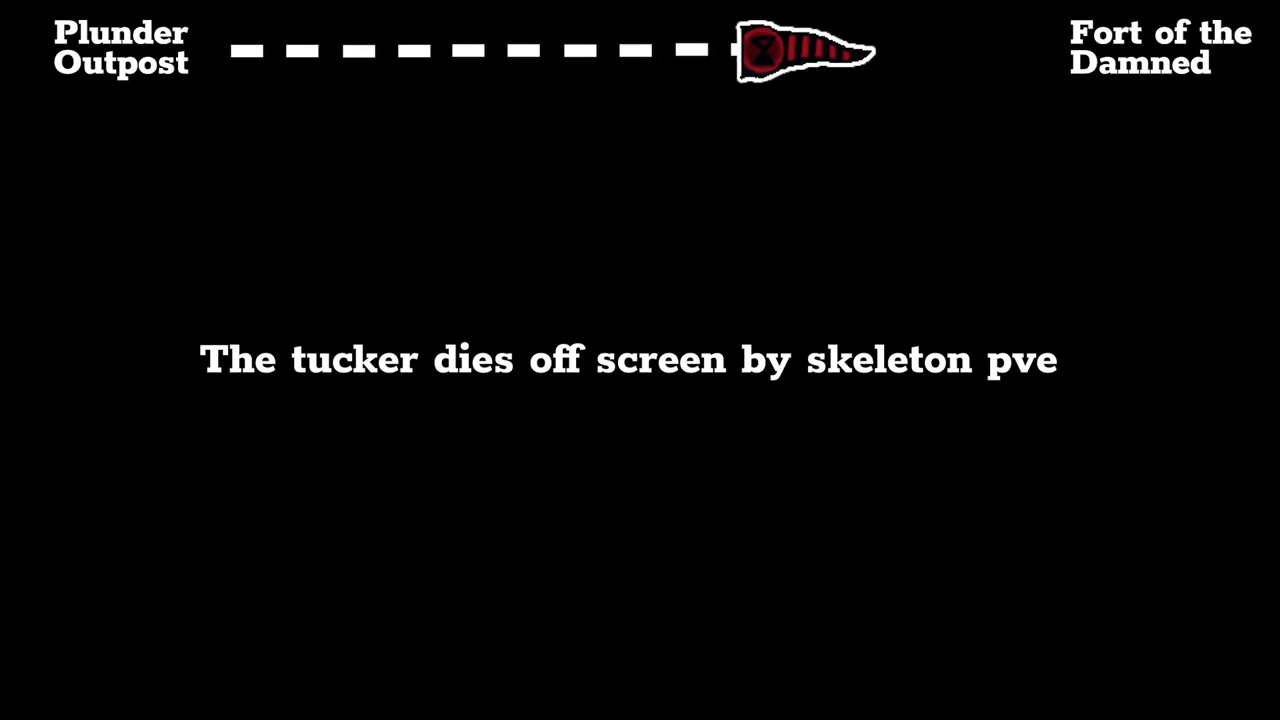 Plunder
Outpost
Fort of the
Damned
The tucker dies off screen by skeleton pve